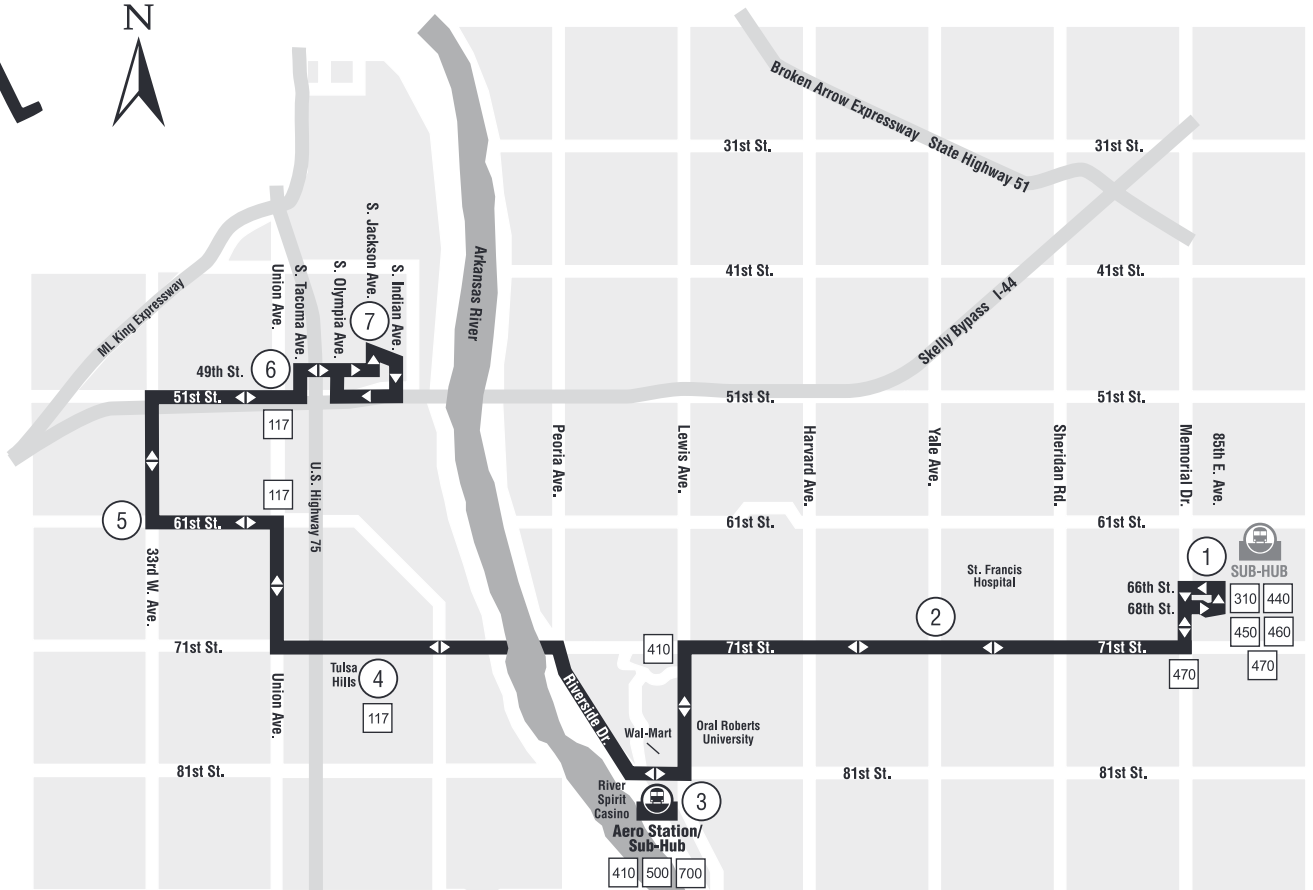 N
Broken Arrow Expressway State Highway 51
31st St.
31st St.
S. Jackson Ave.
Arkansas River
Union Ave.
S. Tacoma Ave.
S. Olympia Ave.
S. Indian Ave.
41st St.
41st St.
ML King Expressway
7
Skelly Bypass I-44
49th St.
6
51st St.
51st St.
51st St.
117
Peoria Ave.
Lewis Ave.
Harvard Ave.
Yale Ave.
Sheridan Rd.
Memorial Dr.
85th E. Ave.
U.S. Highway 75
117
5
61st St.
61st St.
61st St.
33rd W. Ave.
St. Francis
Hospital
1
SUB-HUB
66th St.
68th St.
310 440
450 460
470
2
71st St.
410
71st St.
71st St.
470
Tulsa
Hills
4
117
Union Ave.
Riverside Dr.
Wal-Mart
Oral Roberts
University
81st St.
81st St.
81st St.
River
Spirit
Casino
3
Aero Station/
Sub-Hub
410 500 700